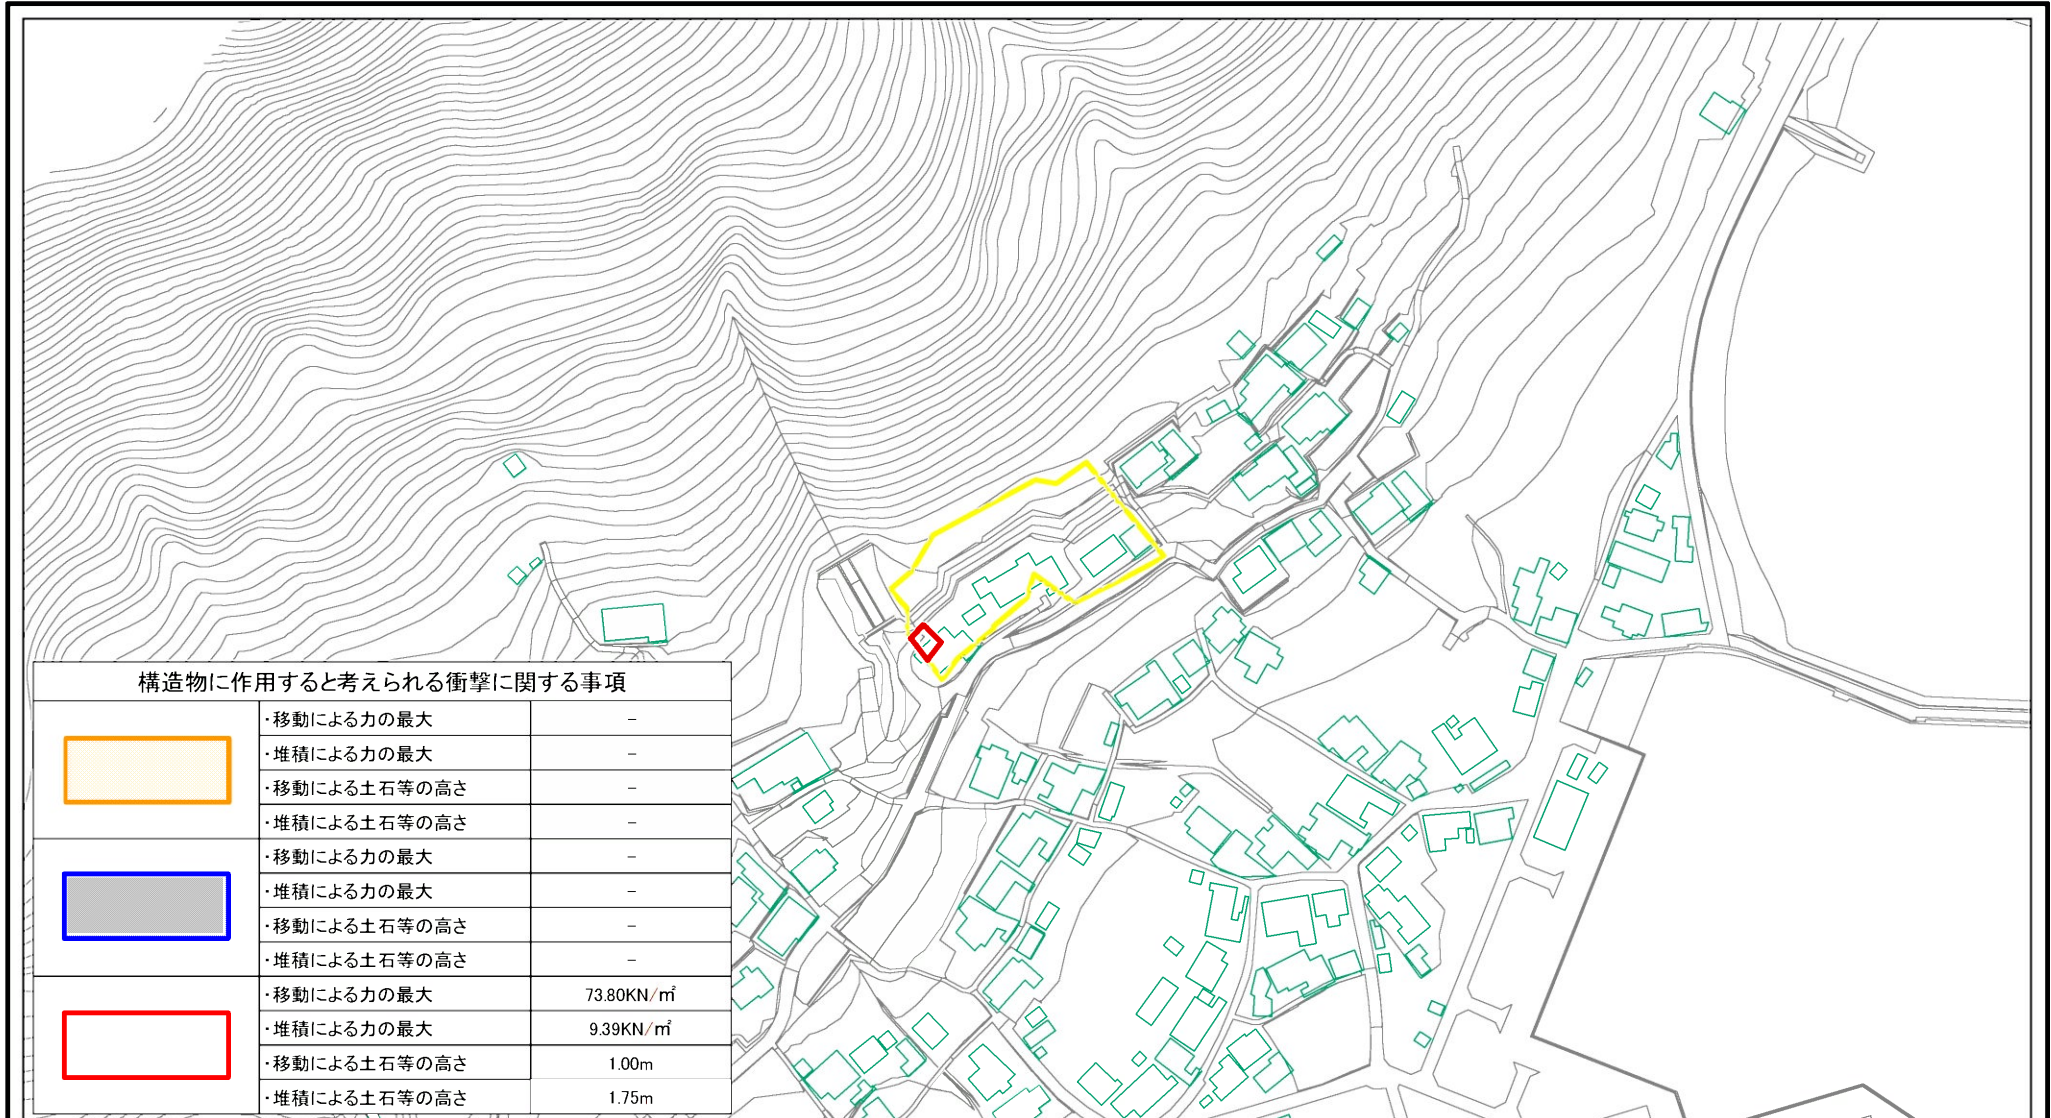 構造物に作用すると考えられる衝撃に関する事項
・移動による力の最大 －
・堆積による力の最大 －
・移動による土石等の高さ －
・堆積による土石等の高さ －
・移動による力の最大 －
・堆積による力の最大 －
・移動による土石等の高さ －
・堆積による土石等の高さ －
・移動による力の最大 73.80KN/㎡
・堆積による力の最大 9.39KN/㎡
・移動による土石等の高さ 1.00m
・堆積による土石等の高さ 1.75m